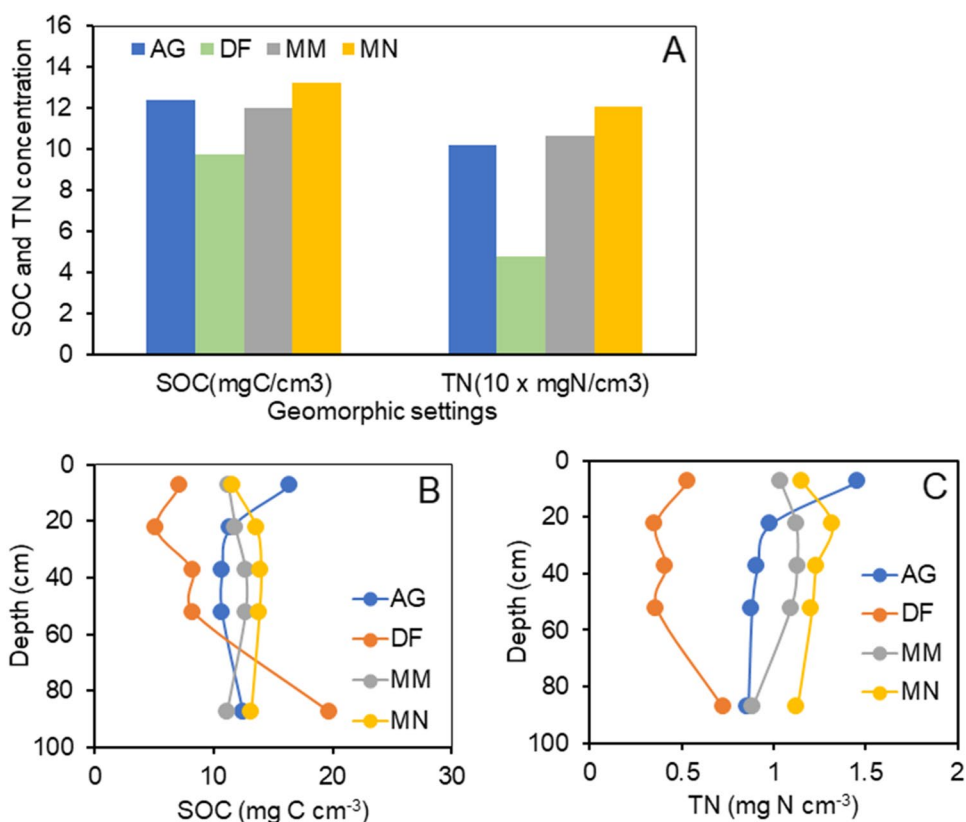 16
14
12
10
8
6
4
2
0
SOC and TN concentration
AG DF MM MN
A
SOC(mgC/cm3) TN(10 x mgN/cm3)
Geomorphic settings
0
20
40
60
80
100
Depth (cm)
B
AG
DF
MM
MN
0 10 20 30
SOC (mg C cm-3)
0
20
40
60
80
100
Depth (cm)
C
AG
DF
MM
MN
0 0.5 1 1.5 2
TN (mg N cm-3)